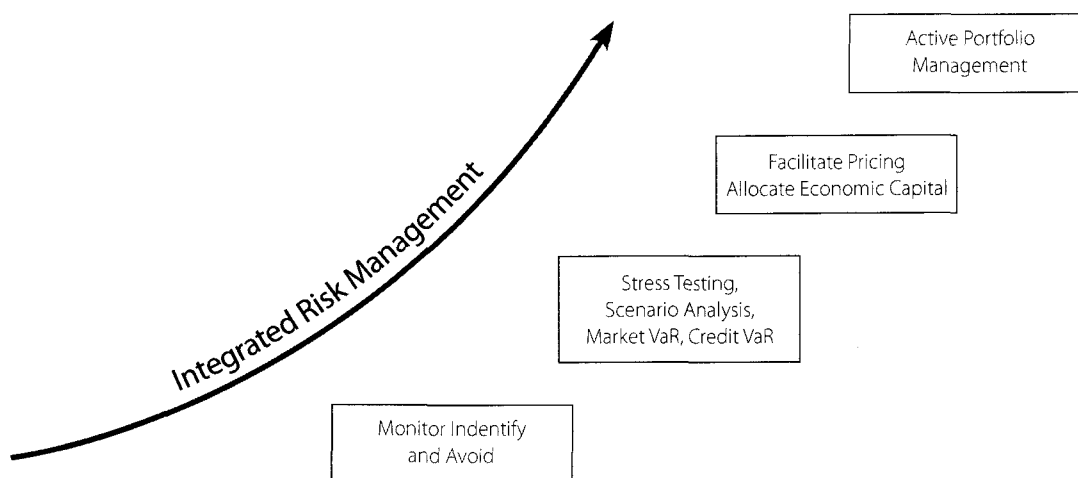 Active Portfolio
Management
Facilitate Pricing
Allocate Economic Capital
Integrated Risk Management
Stress Testing,
Scenario Analysis,
Market VaR, Credit VaR
Monitor Indentify
and Avoid